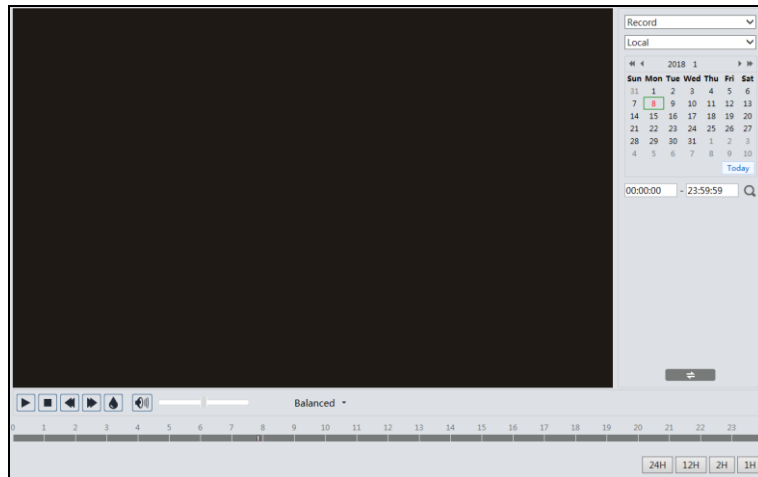 Record
Local
2018 1
Sun Mon Tue Wed Thu Fri Sat
31 1 2 3 4 5 6
7 8 9 10 11 12 13
14 15 16 17 18 19 20
21 22 23 24 25 26 27
28 29 30 31 1 2 3
4 5 6 7 8 9 10
Today
00:00:00 - 23:59:59
Balanced
0 1 2 3 4 5 6 7 8 9 10 11 12 13 14 15 16 17 18 19 20 21 22 23
24H 12H 2H 1H